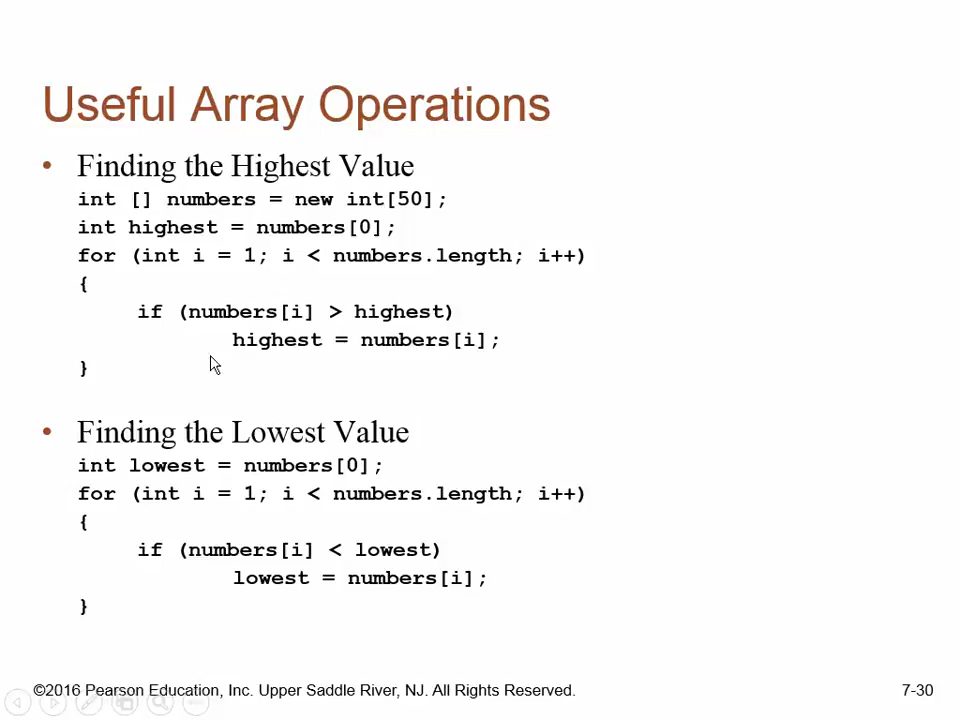 Useful Array Operations
• Finding the Highest Value
int [] numbers = new int[50];
int highest = numbers[0];
for (int i = 1; i < numbers.length; i++)
{
if (numbers[i] > highest)
highest = numbers[i];
}
• Finding the Lowest Value
int lowest = numbers[0];
for (int i = 1; i < numbers.length; i++)
{
if (numbers[i] < lowest)
lowest = numbers[i];
}
©2016 Pearson Education, Inc. Upper Saddle River, NJ. All Rights Reserved.
7-30